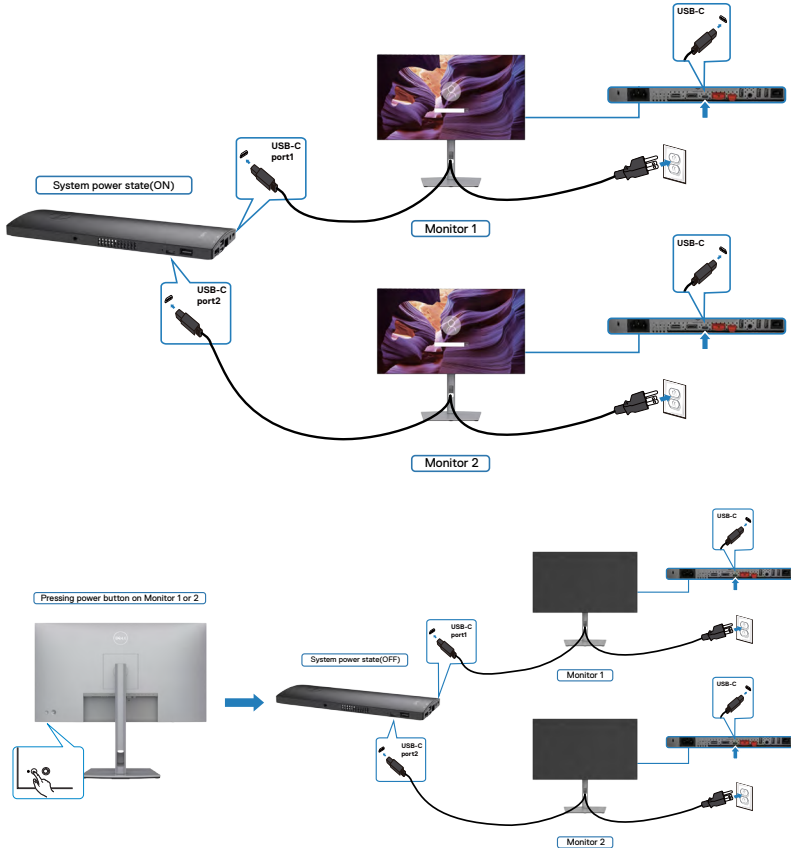 USB-C
USB-C
port1
System power state(ON)
Monitor 1
USB-C
USB-C
port2
Monitor 2
USB-C
Pressing power button on Monitor 1 or 2
DELL
USB-C
port1
System power state(OFF)
Monitor 1
USB-C
USB-C
port2
Monitor 2